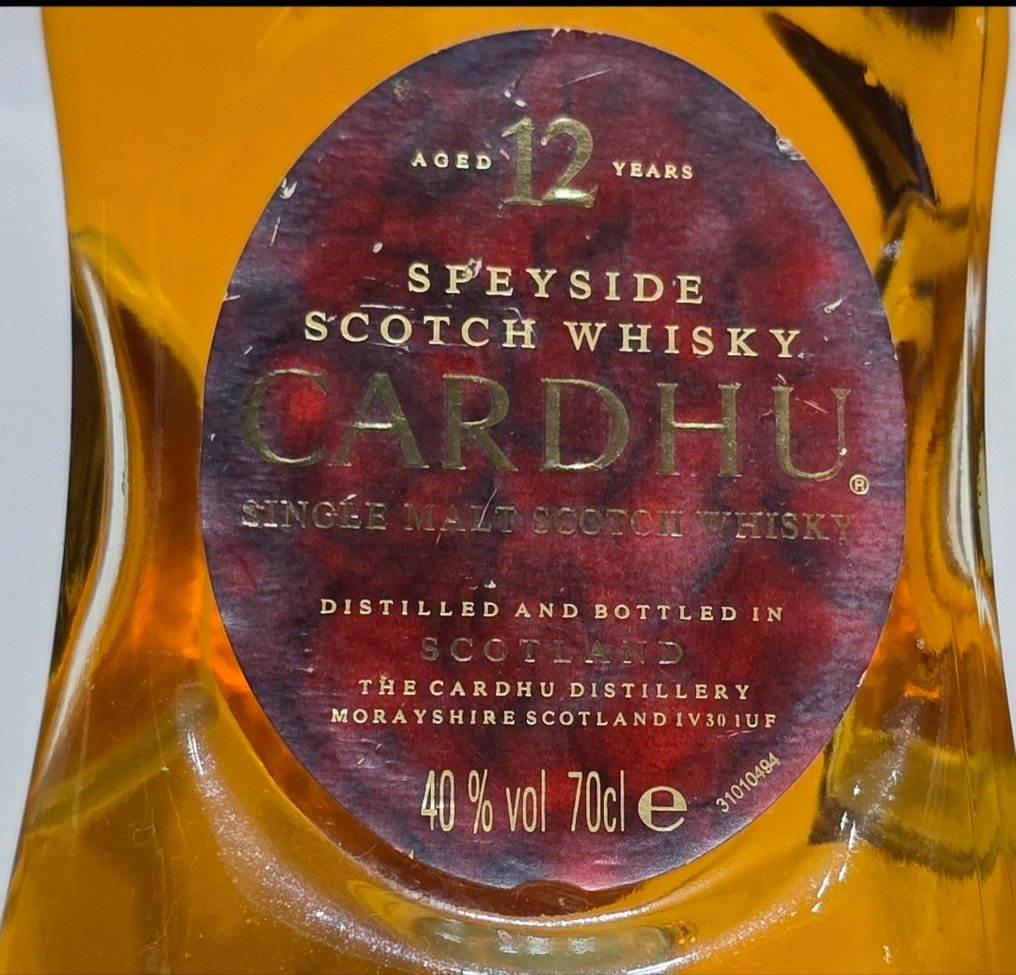 AGED 12 YEARS
SPEYSIDE
SCOTCH WHISKY
CARDHU®
SINGLE MALT SCOTCH WHISKY
DISTILLED AND BOTTLED IN
SCOTLAND
THE CARDHU DISTILLERY
MORAYSHIRE SCOTLAND IV30 1UF
40 % vol 70cl e
31010494